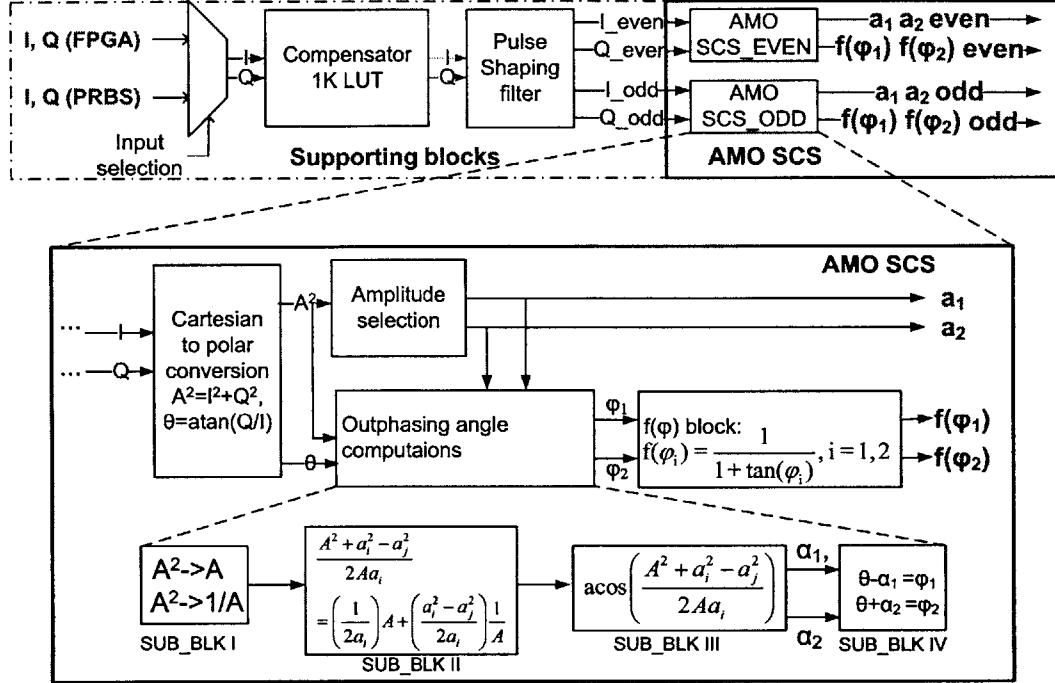 I, Q (FPGA)
I, Q (PRBS)
Input
selection
I
Q
Compensator
1K LUT
I
Q
Pulse
Shaping
filter
Supporting blocks
I_even
Q_ever
I_odd
Q_odd
AMO
SCS_EVEN
AMO
SCS_ODD
a₁ a₂ even
f(φ₁) f(φ₂) even
a₁ a₂ odd
f(φ₁) f(φ₂) odd
AMO SCS
AMO SCS
... I
... Q
Cartesian
to polar
conversion
A²=I²+Q²,
θ=atan(Q/I)
A²
θ
Amplitude
selection
a₁
a₂
Outphasing angle
computaions
φ₁
φ₂
f(φ) block:
f(φᵢ) = 1 / (1 + tan(φᵢ)), i = 1, 2
f(φ₁)
f(φ₂)
A²->A
A²->1/A
SUB_BLK I
(A² + aᵢ² − aⱼ²) / (2Aaᵢ)
= (1 / 2aᵢ) A + ((aᵢ² − aⱼ²) / 2aᵢ) 1/A
SUB_BLK II
acos((A² + aᵢ² − aⱼ²) / (2Aaᵢ))
SUB_BLK III
α₁,
α₂
θ-α₁=φ₁
θ+α₂=φ₂
SUB_BLK IV